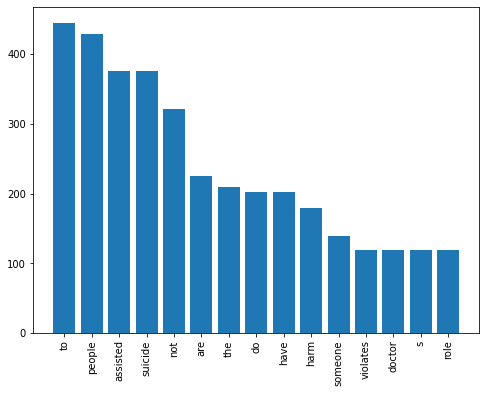 400
300
200
100
0
to
people
assisted
suicide
not
are
the
do
have
harm
someone
violates
doctor
s
role